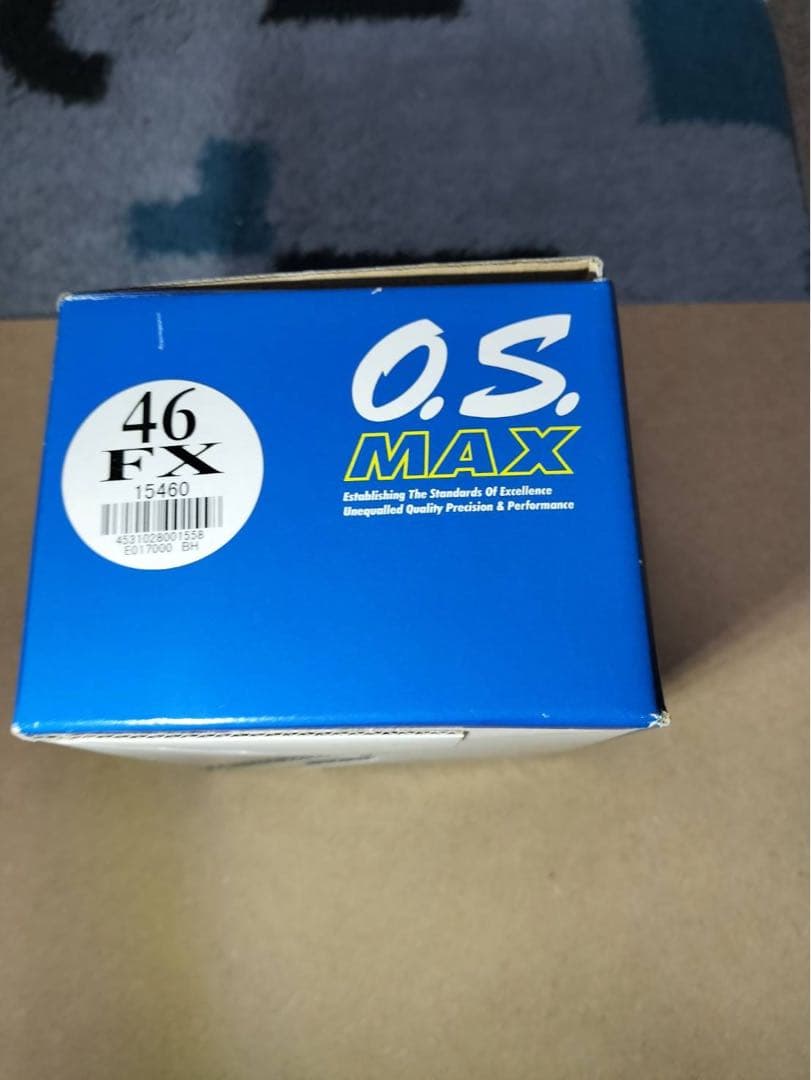 46
FX
15460
4531028001558
E017000 BH
O.S.
MAX
Establishing The Standards Of Excellence
Unequalled Quality Precision & Performance